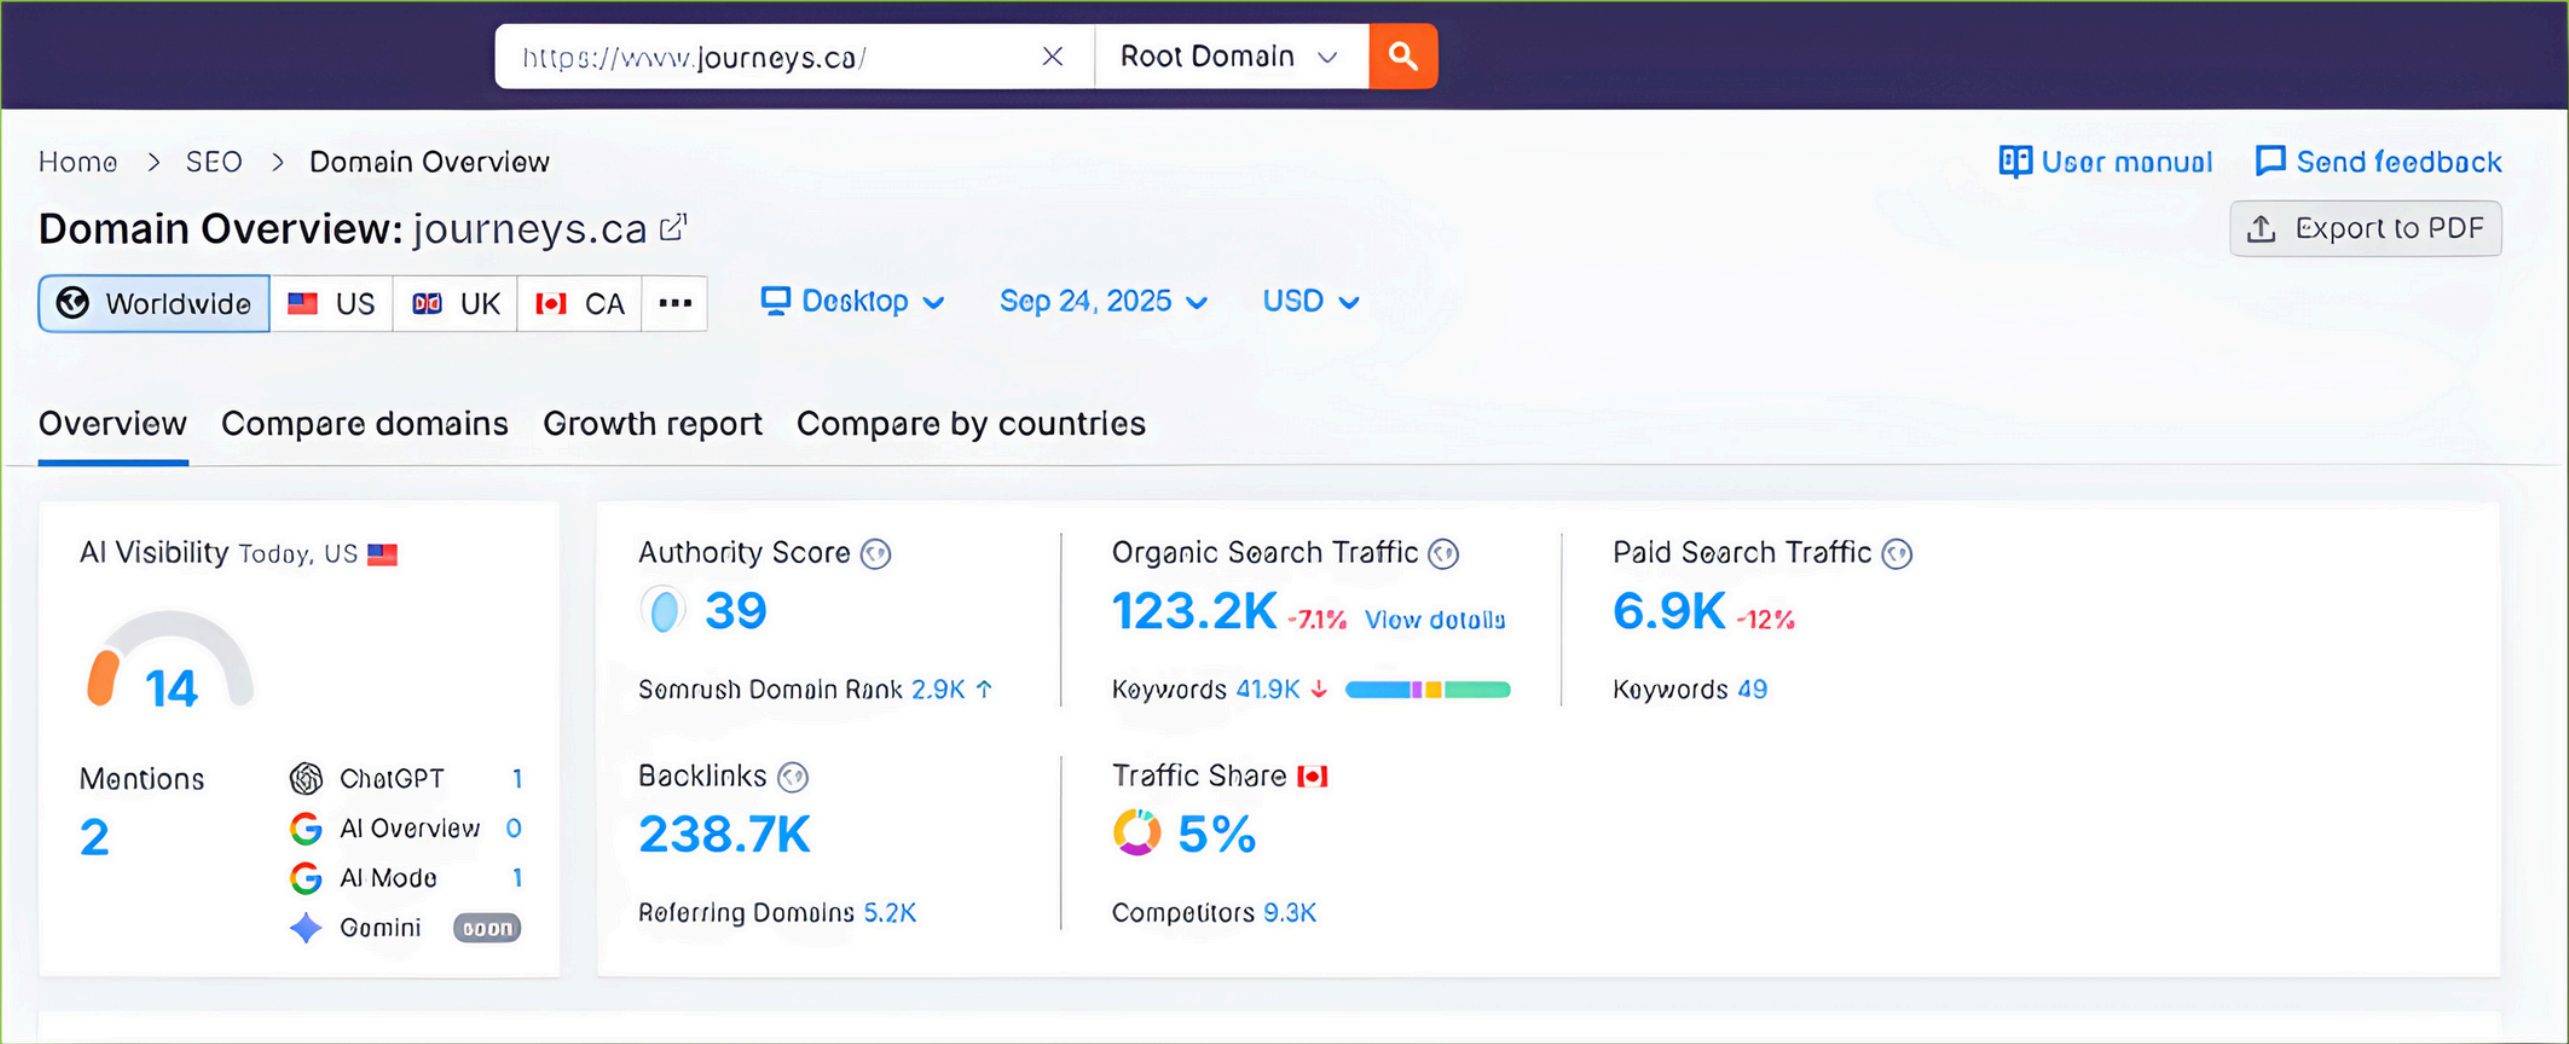 https://www.journeys.ca/
Root Domain
Home > SEO > Domain Overview
User manual
Send feedback
Domain Overview: journeys.ca
Export to PDF
Worldwide
US
UK
CA
...
Desktop
Sep 24, 2025
USD
Overview
Compare domains
Growth report
Compare by countries
AI Visibility Today, US
14
Mentions
2
ChatGPT 1
AI Overview 0
AI Mode 1
Gemini soon
Authority Score
39
Semrush Domain Rank 2.9K ↑
Organic Search Traffic
123.2K -7.1% View details
Keywords 41.9K ↓
Paid Search Traffic
6.9K -12%
Keywords 49
Backlinks
238.7K
Referring Domains 5.2K
Traffic Share
5%
Competitors 9.3K